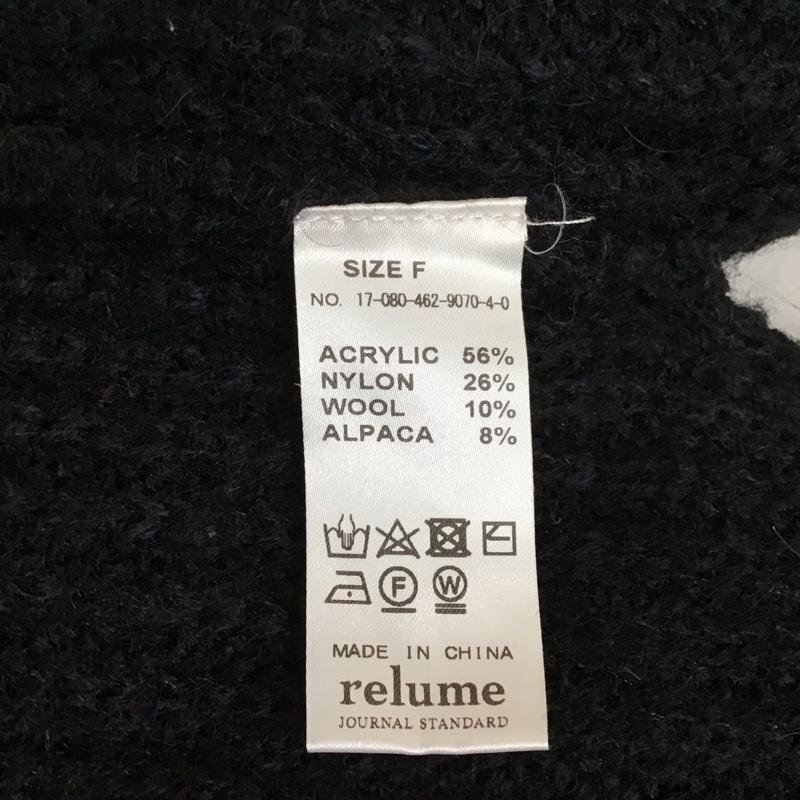 SIZE F
NO. 17-080-462-9070-4-0
ACRYLIC 56%
NYLON 26%
WOOL 10%
ALPACA 8%
F W
MADE IN CHINA
relume
JOURNAL STANDARD